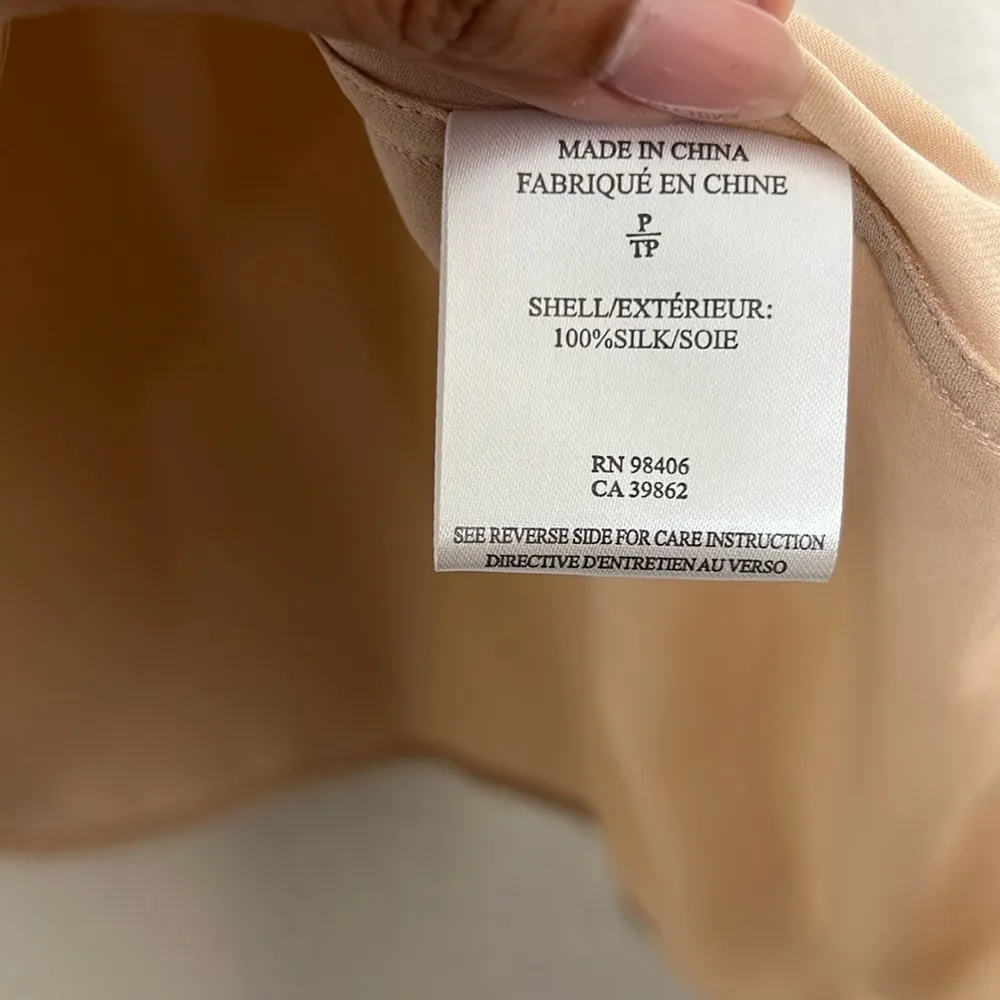 MADE IN CHINA
FABRIQUÉ EN CHINE
P
TP
SHELL/EXTÉRIEUR:
100%SILK/SOIE
RN 98406
CA 39862
SEE REVERSE SIDE FOR CARE INSTRUCTION
DIRECTIVE D'ENTRETIEN AU VERSO